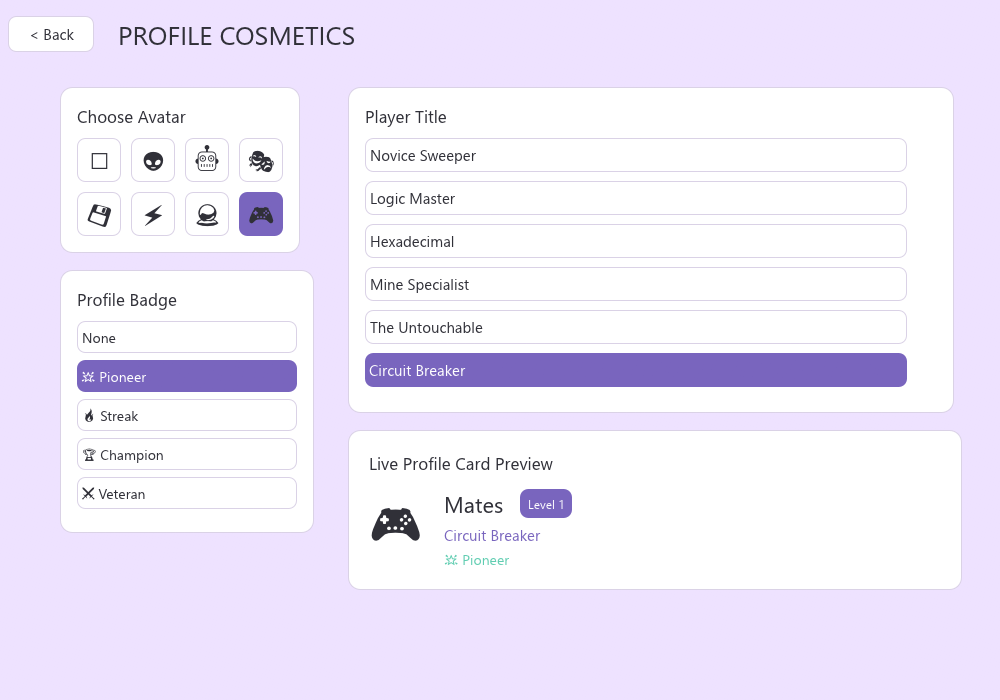 < Back
PROFILE COSMETICS
Choose Avatar
Profile Badge
None
Pioneer
Streak
Champion
Veteran
Player Title
Novice Sweeper
Logic Master
Hexadecimal
Mine Specialist
The Untouchable
Circuit Breaker
Live Profile Card Preview
Mates
Level 1
Circuit Breaker
Pioneer